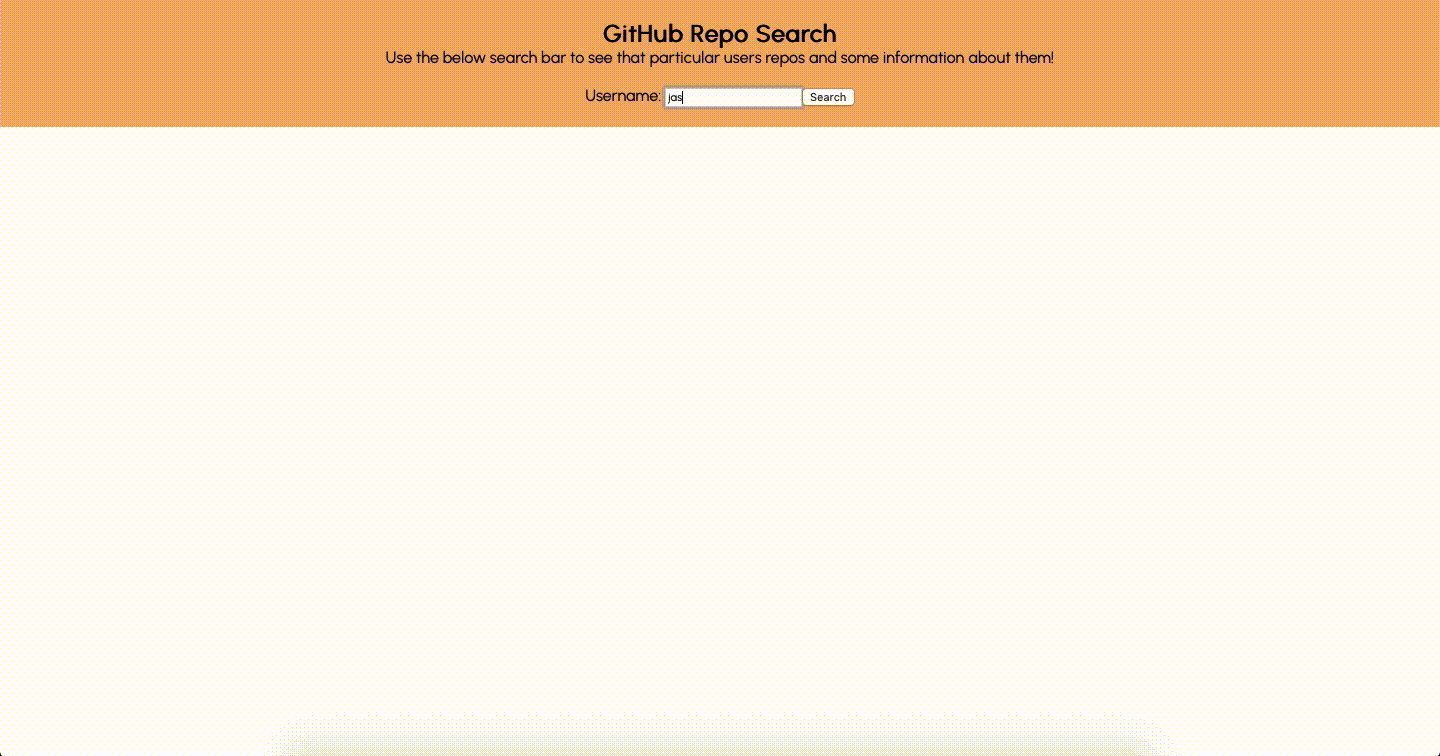 GitHub Repo Search
Use the below search bar to see that particular users repos and some information about them!
Username: jas Search